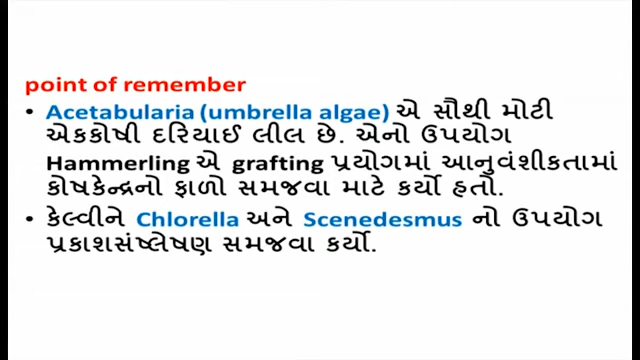 point of remember
• Acetabularia (umbrella algae) એ સૌથી મોટી
એકકોષી દરિયાઈ લીલ છે. એનો ઉપયોગ
Hammerling એ grafting પ્રયોગમાં આનુવંશીકતામાં
કોષકેન્દ્રનો ફાળો સમજવા માટે કર્યો હતો.
• કેલ્વીને Chlorella અને Scenedesmus નો ઉપયોગ
પ્રકાશસંષ્લેષણ સમજવા કર્યો.